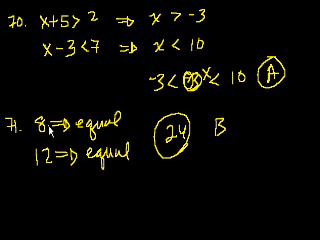 70. x+5>2 ⇒ x > -3
x-3<7 ⇒ x < 10
-3 < x < 10 A
71. 8 ⇒ equal 24 B
12 ⇒ equal